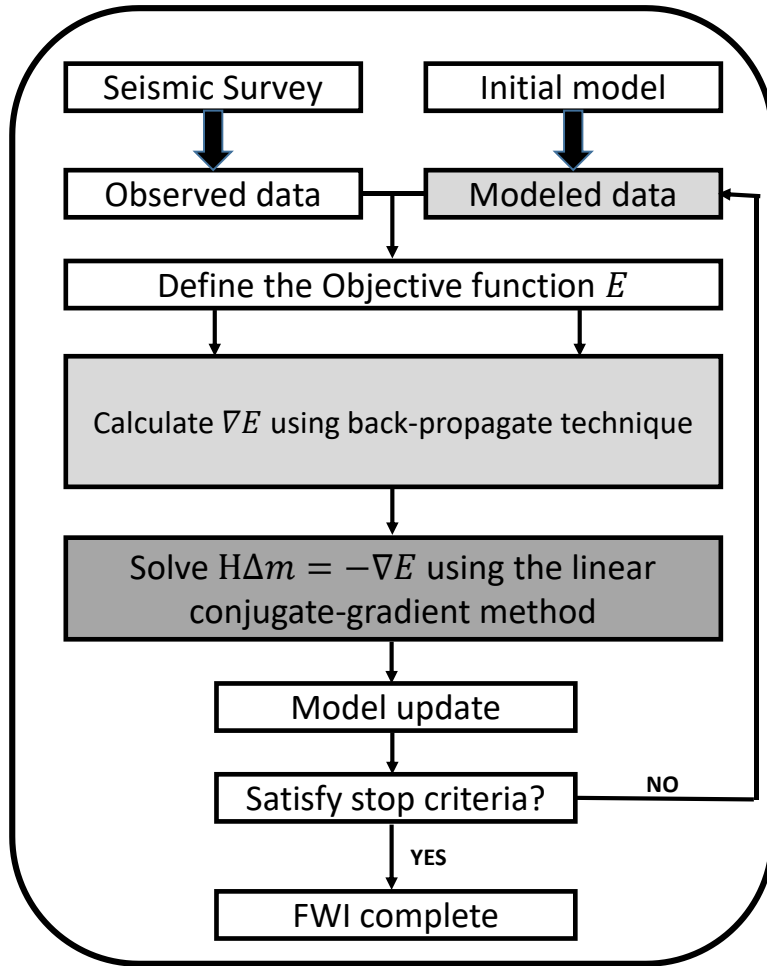 Seismic Survey
Initial model
Observed data
Modeled data
Define the Objective function 𝐸
Calculate 𝛻𝐸 using back-propagate technique
Solve HΔ𝑚 = −∇𝐸 using the linear
conjugate-gradient method
Model update
Satisfy stop criteria?
NO
YES
FWI complete